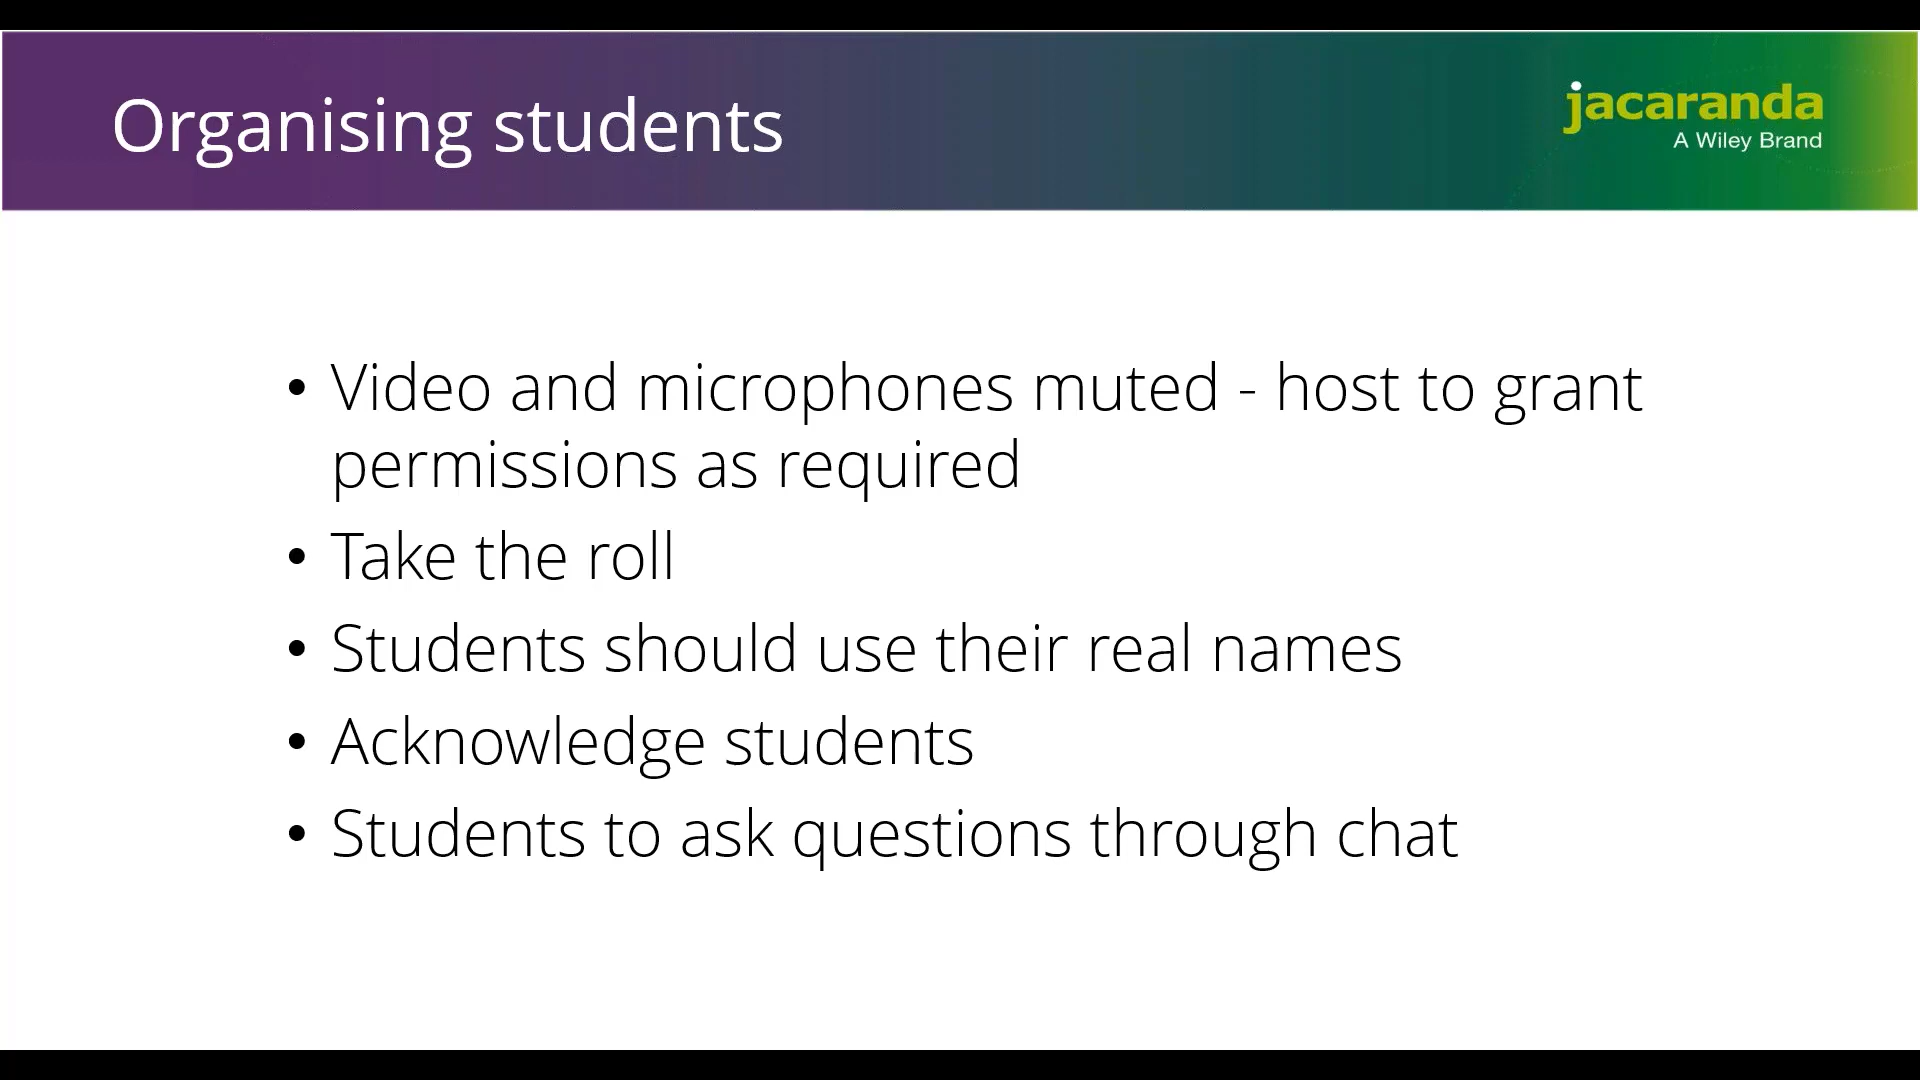 Organising students
jacaranda
A Wiley Brand
• Video and microphones muted - host to grant
permissions as required
• Take the roll
• Students should use their real names
• Acknowledge students
• Students to ask questions through chat